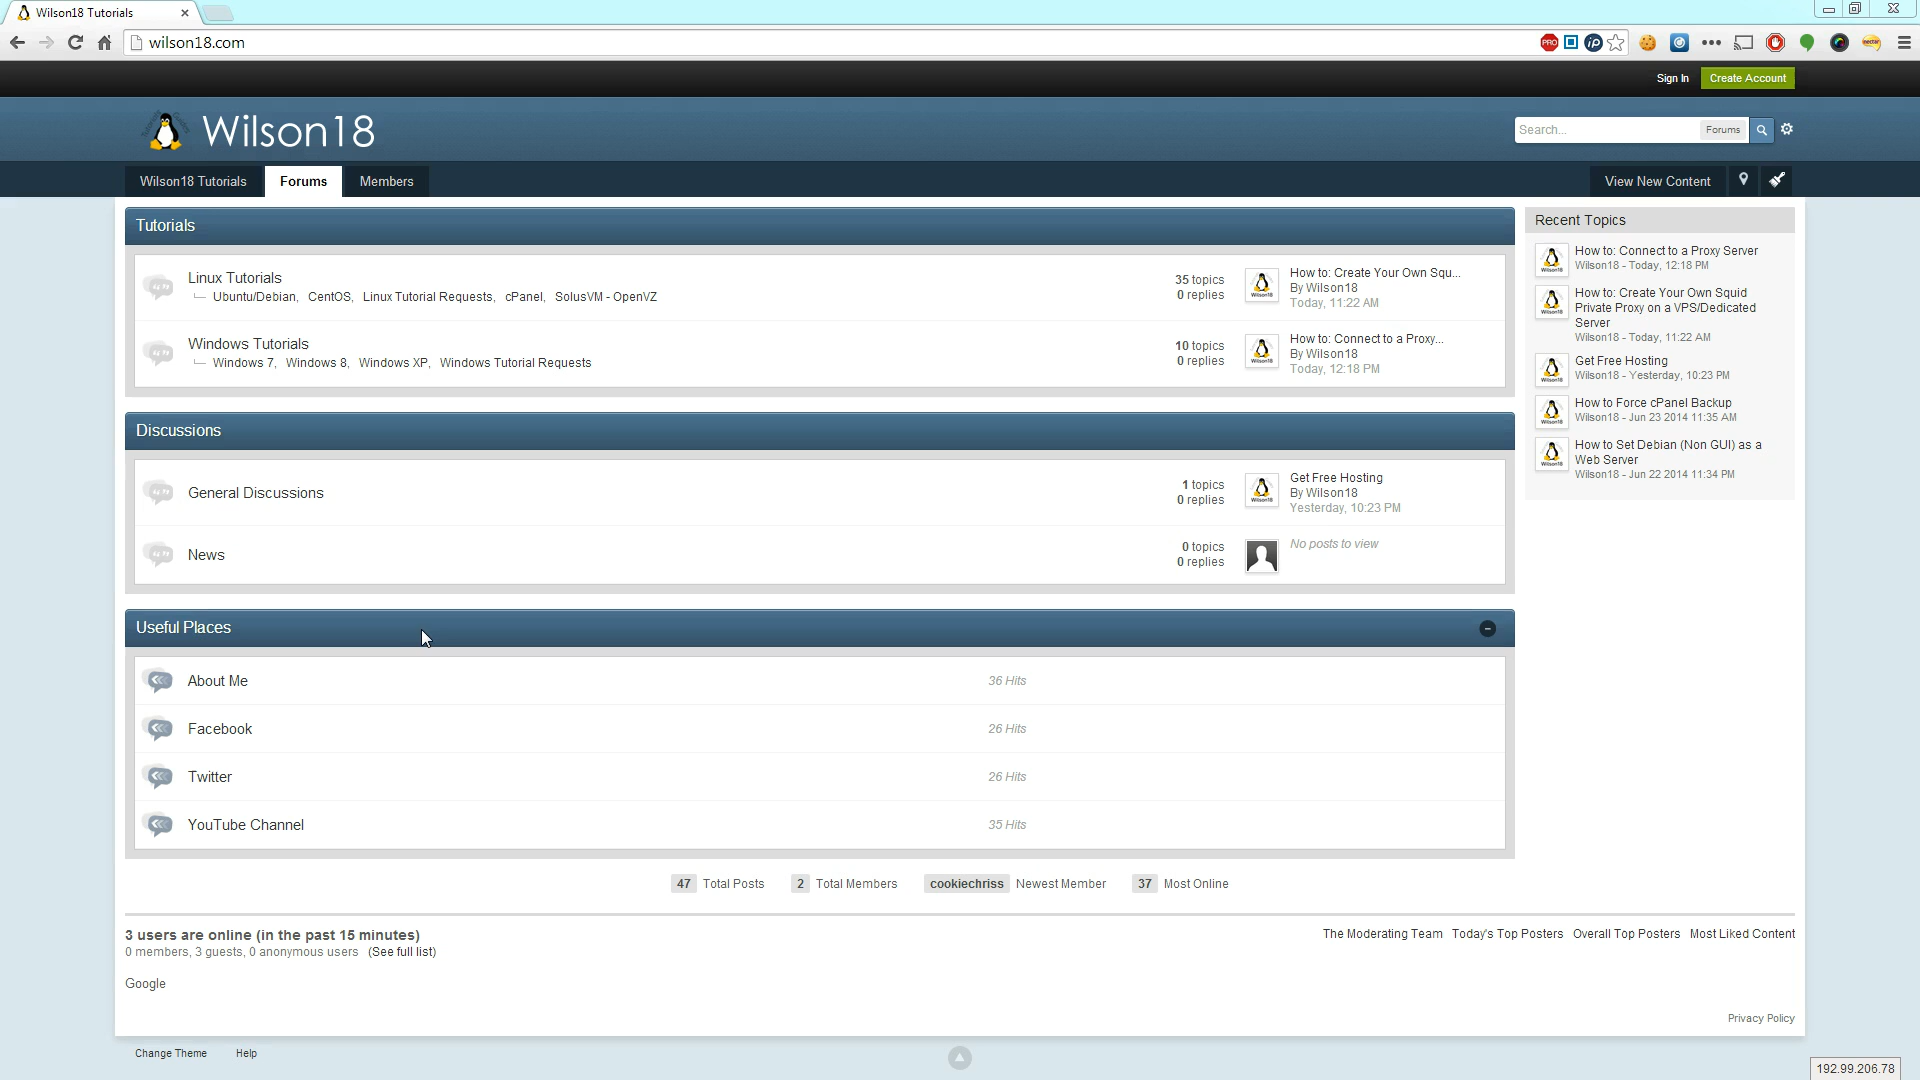 Wilson18 Tutorials
wilson18.com
Sign In
Create Account
Wilson18
Search...
Forums
Wilson18 Tutorials
Forums
Members
View New Content
Tutorials
Linux Tutorials
Ubuntu/Debian, CentOS, Linux Tutorial Requests, cPanel, SolusVM - OpenVZ
35 topics
0 replies
How to: Create Your Own Squ...
By Wilson18
Today, 11:22 AM
Windows Tutorials
Windows 7, Windows 8, Windows XP, Windows Tutorial Requests
10 topics
0 replies
How to: Connect to a Proxy...
By Wilson18
Today, 12:18 PM
Discussions
General Discussions
1 topics
0 replies
Get Free Hosting
By Wilson18
Yesterday, 10:23 PM
News
0 topics
0 replies
No posts to view
Useful Places
About Me
36 Hits
Facebook
26 Hits
Twitter
26 Hits
YouTube Channel
35 Hits
Recent Topics
How to: Connect to a Proxy Server
Wilson18 - Today, 12:18 PM
How to: Create Your Own Squid
Private Proxy on a VPS/Dedicated
Server
Wilson18 - Today, 11:22 AM
Get Free Hosting
Wilson18 - Yesterday, 10:23 PM
How to Force cPanel Backup
Wilson18 - Jun 23 2014 11:35 AM
How to Set Debian (Non GUI) as a
Web Server
Wilson18 - Jun 22 2014 11:34 PM
47 Total Posts 2 Total Members cookiechriss Newest Member 37 Most Online
3 users are online (in the past 15 minutes)
0 members, 3 guests, 0 anonymous users (See full list)
Google
The Moderating Team Today's Top Posters Overall Top Posters Most Liked Content
Privacy Policy
Change Theme Help
192.99.206.78